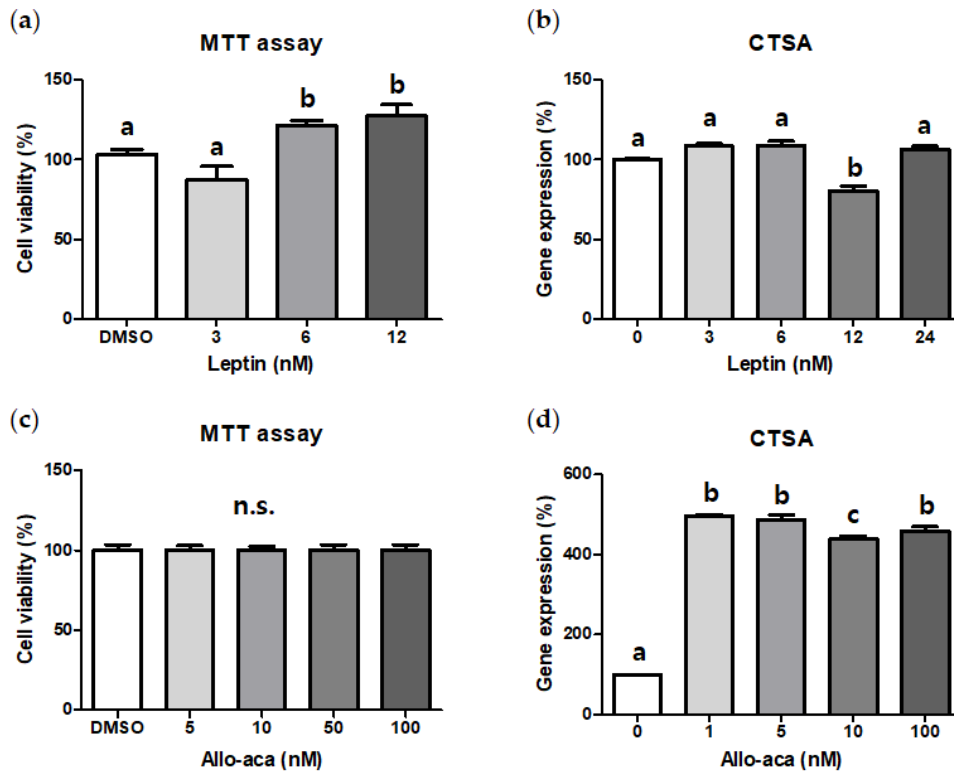 (a)
MTT assay
Cell viability (%)
150
100
50
0
a
a
b
b
DMSO 3 6 12
Leptin (nM)
(b)
CTSA
Gene expression (%)
150
100
50
0
a
a
a
b
a
0 3 6 12 24
Leptin (nM)
(c)
MTT assay
Cell viability (%)
150
100
50
0
n.s.
DMSO 5 10 50 100
Allo-aca (nM)
(d)
CTSA
Gene expression (%)
600
400
200
0
a
b
b
c
b
0 1 5 10 100
Allo-aca (nM)